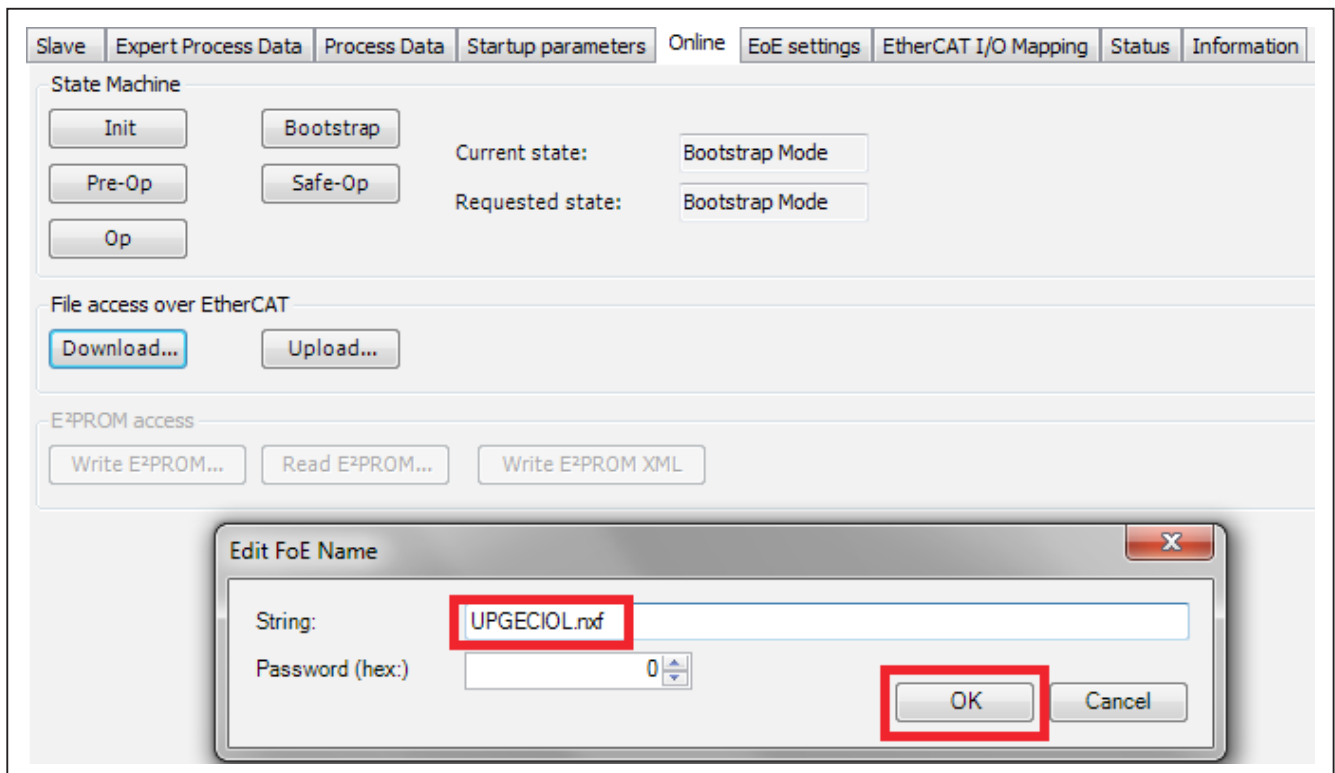 Slave Expert Process Data Process Data Startup parameters Online EoE settings EtherCAT I/O Mapping Status Information
State Machine
Init Bootstrap
Current state: Bootstrap Mode
Pre-Op Safe-Op
Requested state: Bootstrap Mode
Op
File access over EtherCAT
Download... Upload...
E²PROM access
Write E²PROM... Read E²PROM... Write E²PROM XML
Edit FoE Name
String: UPGECIOL.nxf
Password (hex:) 0
OK Cancel